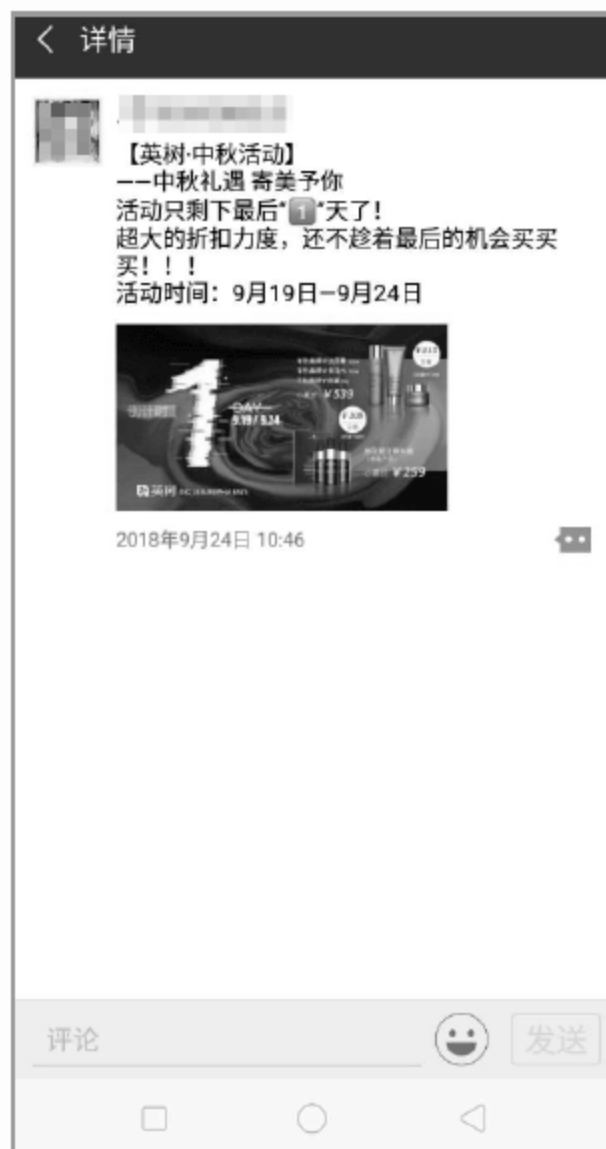 详情
【英树·中秋活动】
——中秋礼遇 寄美予你
活动只剩下最后*1*天了！
超大的折扣力度，还不趁着最后的机会买买
买！！！
活动时间：9月19日—9月24日
1
DAY
9.19 / 9.24
¥539
¥259
英树
2018年9月24日 10:46
评论
发送